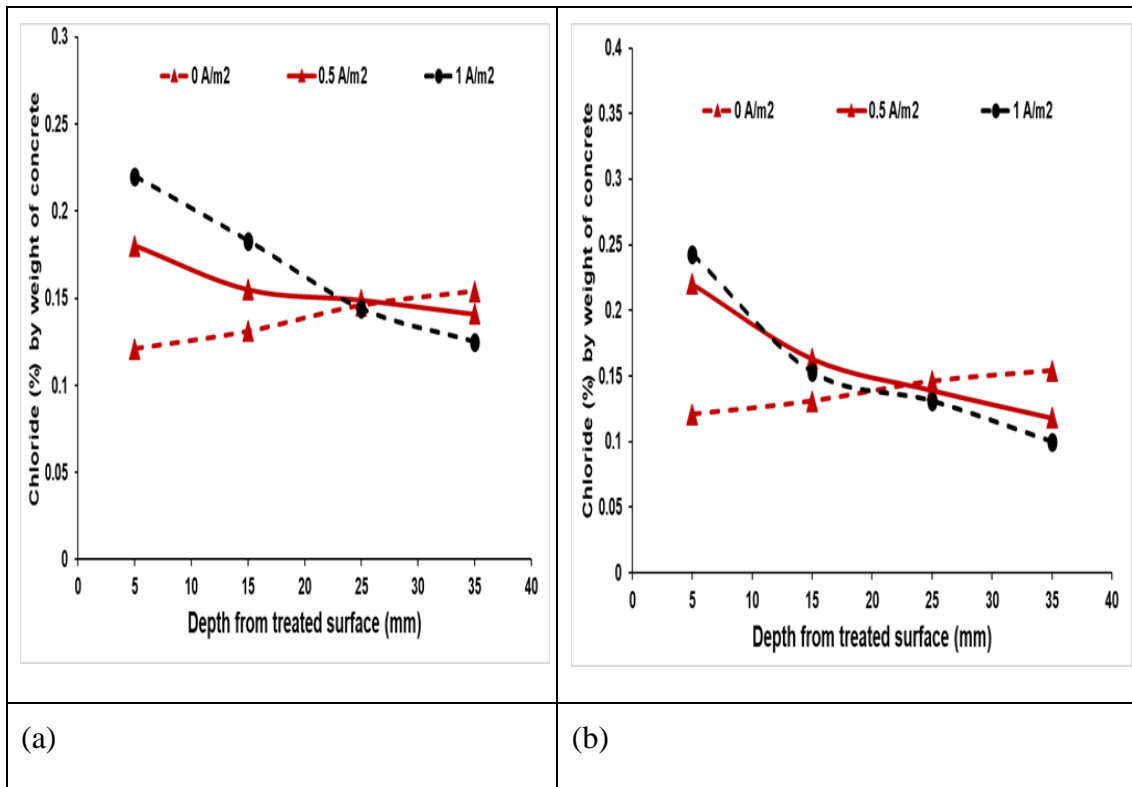 Chloride (%) by weight of concrete
0.3
0.25
0.2
0.15
0.1
0.05
0
0 A/m2 0.5 A/m2 1 A/m2
0 5 10 15 20 25 30 35 40
Depth from treated surface (mm)
(a)
Chloride (%) by weight of concrete
0.4
0.35
0.3
0.25
0.2
0.15
0.1
0.05
0
0 A/m2 0.5 A/m2 1 A/m2
0 5 10 15 20 25 30 35 40
Depth from treated surface (mm)
(b)